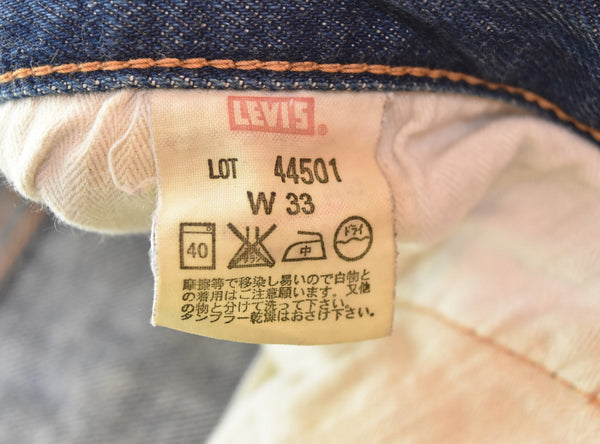 LEVI'S®
LOT 44501
W 33
40 中 ドライ
摩擦等で移染し易いので白物と
の着用はご注意願います。又他
の物と分けて洗って下さい。
タンブラー乾燥はおさけ下さい。